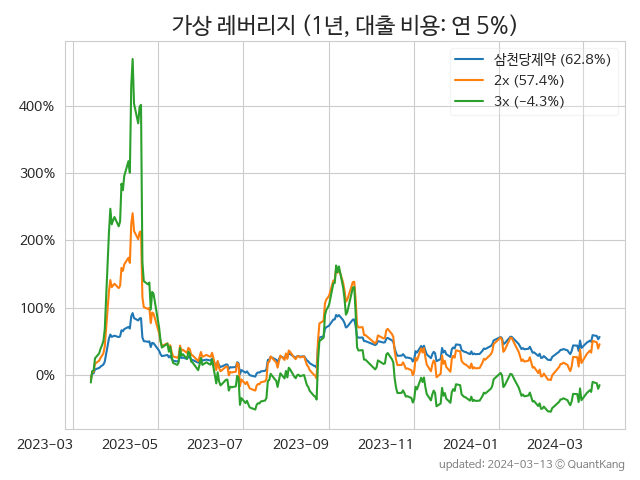 가상 레버리지 (1년, 대출 비용: 연 5%)
삼천당제약 (62.8%)
2x (57.4%)
3x (−4.3%)
400%
300%
200%
100%
0%
2023-03 2023-05 2023-07 2023-09 2023-11 2024-01 2024-03
updated: 2024-03-13 © QuantKang